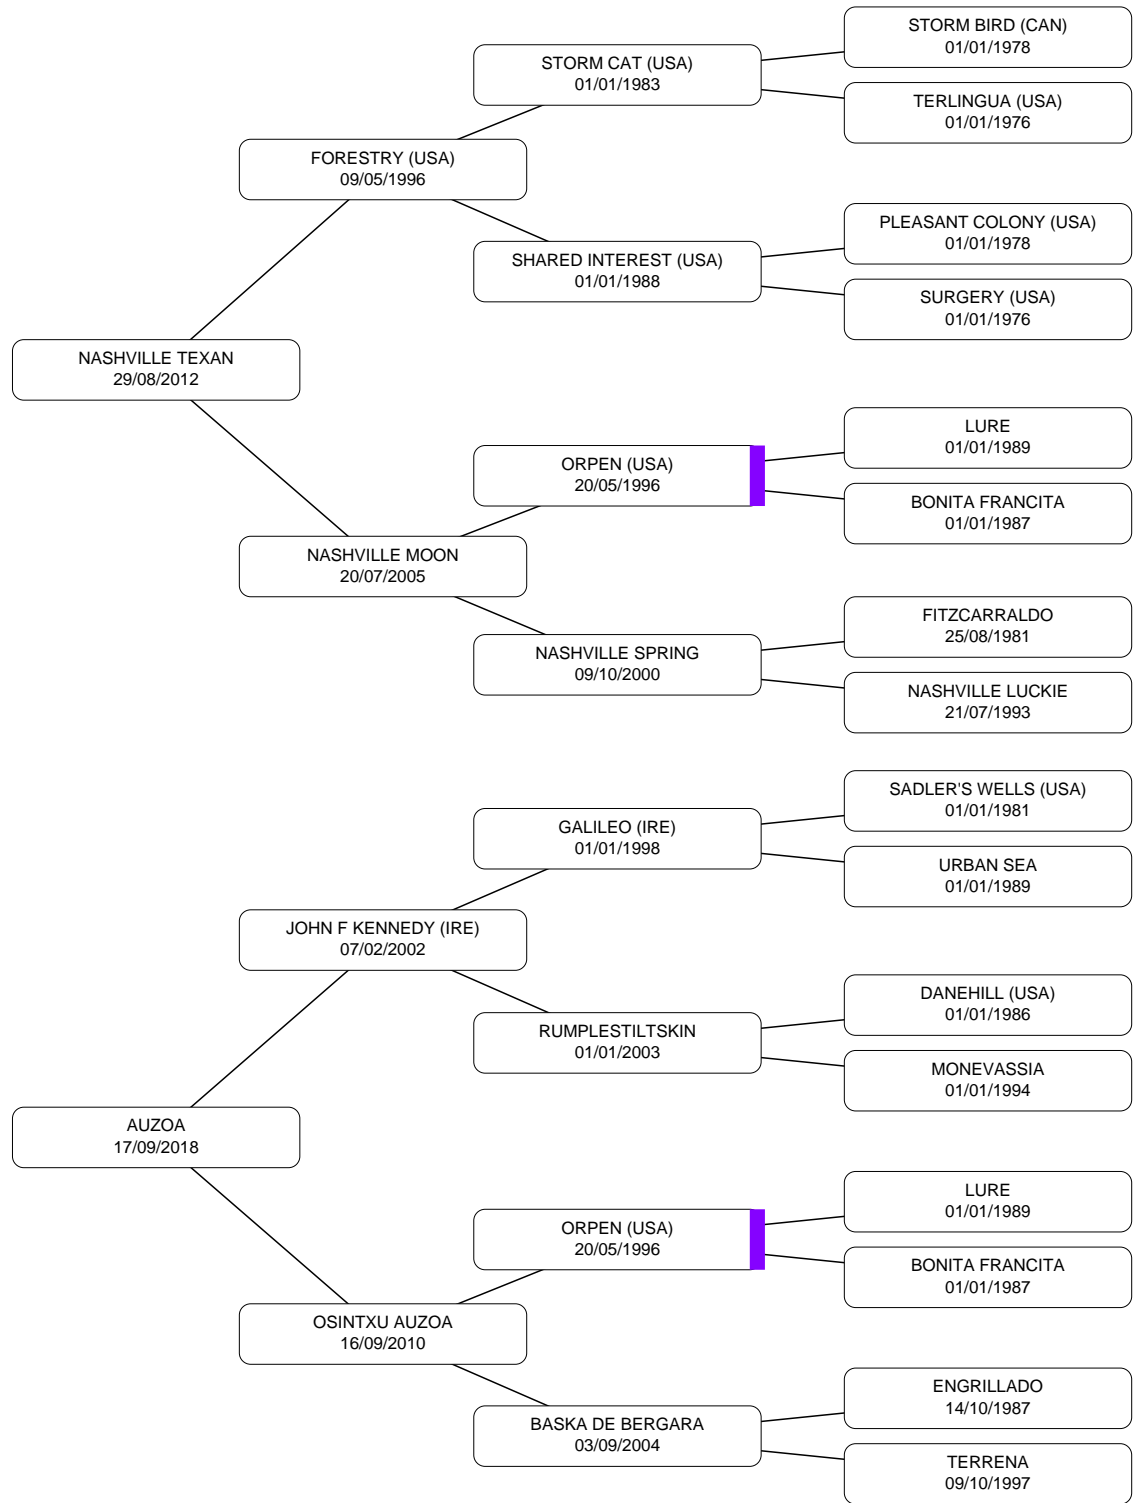 STORM BIRD (CAN)
01/01/1978
STORM CAT (USA)
01/01/1983
TERLINGUA (USA)
01/01/1976
FORESTRY (USA)
09/05/1996
PLEASANT COLONY (USA)
01/01/1978
SHARED INTEREST (USA)
01/01/1988
SURGERY (USA)
01/01/1976
NASHVILLE TEXAN
29/08/2012
LURE
01/01/1989
ORPEN (USA)
20/05/1996
BONITA FRANCITA
01/01/1987
NASHVILLE MOON
20/07/2005
FITZCARRALDO
25/08/1981
NASHVILLE SPRING
09/10/2000
NASHVILLE LUCKIE
21/07/1993
SADLER'S WELLS (USA)
01/01/1981
GALILEO (IRE)
01/01/1998
URBAN SEA
01/01/1989
JOHN F KENNEDY (IRE)
07/02/2002
DANEHILL (USA)
01/01/1986
RUMPLESTILTSKIN
01/01/2003
MONEVASSIA
01/01/1994
AUZOA
17/09/2018
LURE
01/01/1989
ORPEN (USA)
20/05/1996
BONITA FRANCITA
01/01/1987
OSINTXU AUZOA
16/09/2010
ENGRILLADO
14/10/1987
BASKA DE BERGARA
03/09/2004
TERRENA
09/10/1997